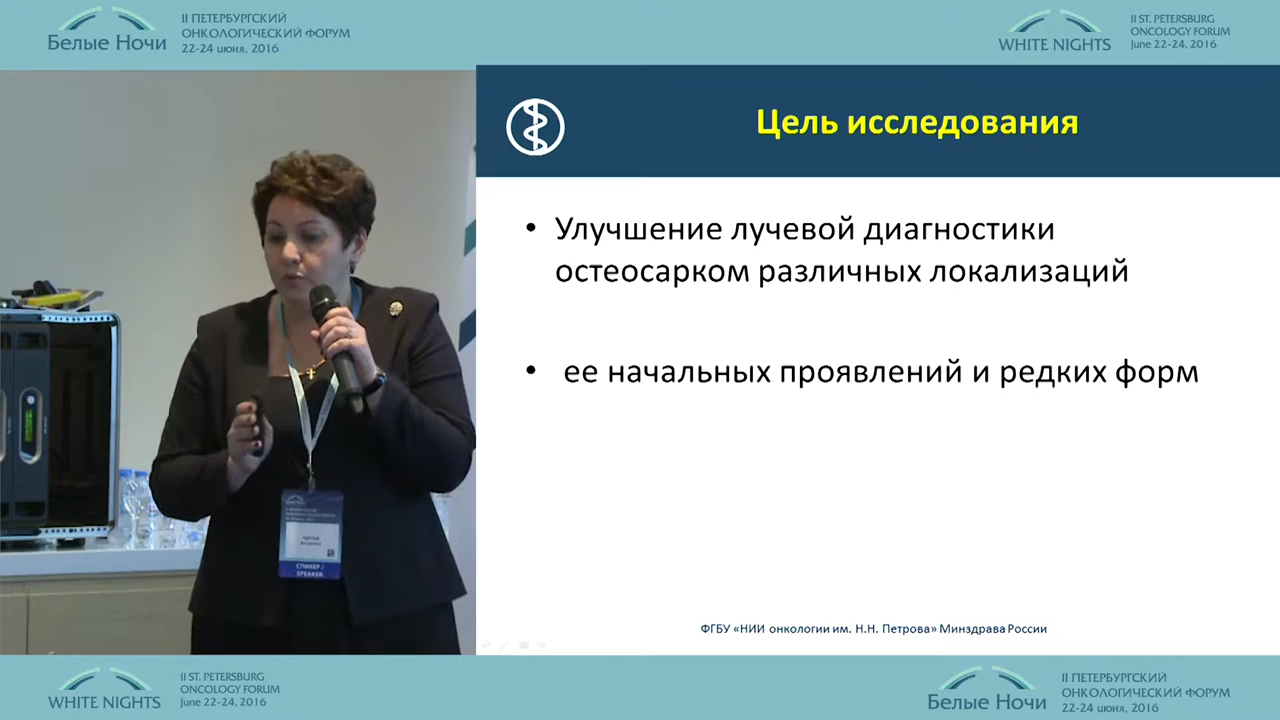 Белые Ночи
II ПЕТЕРБУРГСКИЙ
ОНКОЛОГИЧЕСКИЙ ФОРУМ
22-24 июня, 2016
WHITE NIGHTS
II ST. PETERSBURG
ONCOLOGY FORUM
June 22-24, 2016
Цель исследования
• Улучшение лучевой диагностики
остеосарком различных локализаций
• ее начальных проявлений и редких форм
ФГБУ «НИИ онкологии им. Н.Н. Петрова» Минздрава России
СПИКЕР /
SPEAKER
WHITE NIGHTS
II ST. PETERSBURG
ONCOLOGY FORUM
June 22-24, 2016
Белые Ночи
II ПЕТЕРБУРГСКИЙ
ОНКОЛОГИЧЕСКИЙ ФОРУМ
22-24 июня, 2016